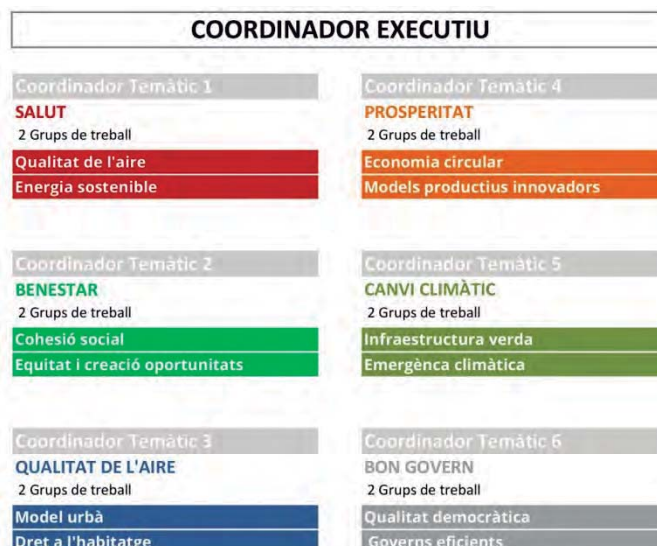 COORDINADOR EXECUTIU
Coordinador Temàtic 1
SALUT
2 Grups de treball
Qualitat de l'aire
Energia sostenible
Coordinador Temàtic 2
BENESTAR
2 Grups de treball
Cohesió social
Equitat i creació oportunitats
Coordinador Temàtic 3
QUALITAT DE L'AIRE
2 Grups de treball
Model urbà
Dret a l'habitatge
Coordinador Temàtic 4
PROSPERITAT
2 Grups de treball
Economia circular
Models productius innovadors
Coordinador Temàtic 5
CANVI CLIMÀTIC
2 Grups de treball
Infraestructura verda
Emergènca climàtica
Coordinador Temàtic 6
BON GOVERN
2 Grups de treball
Qualitat democràtica
Governs eficients